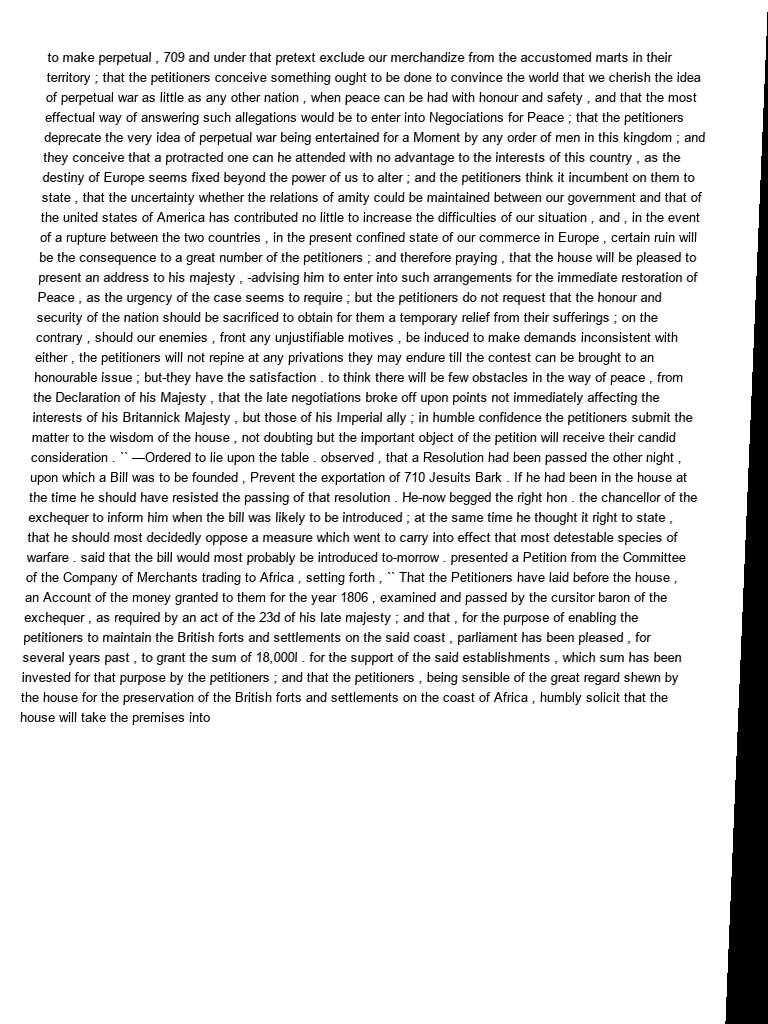 to make perpetual , 709 and under that pretext exclude our merchandize from the accustomed marts in their
territory ; that the petitioners conceive something ought to be done to convince the world that we cherish the idea
of perpetual war as little as any other nation , when peace can be had with honour and safety , and that the most
effectual way of answering such allegations would be to enter into Negociations for Peace ; that the petitioners
deprecate the very idea of perpetual war being entertained for a Moment by any order of men in this kingdom ; and
they conceive that a protracted one can he attended with no advantage to the interests of this country , as the
destiny of Europe seems fixed beyond the power of us to alter ; and the petitioners think it incumbent on them to
state , that the uncertainty whether the relations of amity could be maintained between our government and that of
the united states of America has contributed no little to increase the difficulties of our situation , and , in the event
of a rupture between the two countries , in the present confined state of our commerce in Europe , certain ruin will
be the consequence to a great number of the petitioners ; and therefore praying , that the house will be pleased to
present an address to his majesty , -advising him to enter into such arrangements for the immediate restoration of
Peace , as the urgency of the case seems to require ; but the petitioners do not request that the honour and
security of the nation should be sacrificed to obtain for them a temporary relief from their sufferings ; on the
contrary , should our enemies , front any unjustifiable motives , be induced to make demands inconsistent with
either , the petitioners will not repine at any privations they may endure till the contest can be brought to an
honourable issue ; but-they have the satisfaction . to think there will be few obstacles in the way of peace , from
the Declaration of his Majesty , that the late negotiations broke off upon points not immediately affecting the
interests of his Britannick Majesty , but those of his Imperial ally ; in humble confidence the petitioners submit the
matter to the wisdom of the house , not doubting but the important object of the petition will receive their candid
consideration . `` —Ordered to lie upon the table . observed , that a Resolution had been passed the other night ,
upon which a Bill was to be founded , Prevent the exportation of 710 Jesuits Bark . If he had been in the house at
the time he should have resisted the passing of that resolution . He-now begged the right hon . the chancellor of the
exchequer to inform him when the bill was likely to be introduced ; at the same time he thought it right to state ,
that he should most decidedly oppose a measure which went to carry into effect that most detestable species of
warfare . said that the bill would most probably be introduced to-morrow . presented a Petition from the Committee
of the Company of Merchants trading to Africa , setting forth , `` That the Petitioners have laid before the house ,
an Account of the money granted to them for the year 1806 , examined and passed by the cursitor baron of the
exchequer , as required by an act of the 23d of his late majesty ; and that , for the purpose of enabling the
petitioners to maintain the British forts and settlements on the said coast , parliament has been pleased , for
several years past , to grant the sum of 18,000l . for the support of the said establishments , which sum has been
invested for that purpose by the petitioners ; and that the petitioners , being sensible of the great regard shewn by
the house for the preservation of the British forts and settlements on the coast of Africa , humbly solicit that the
house will take the premises into